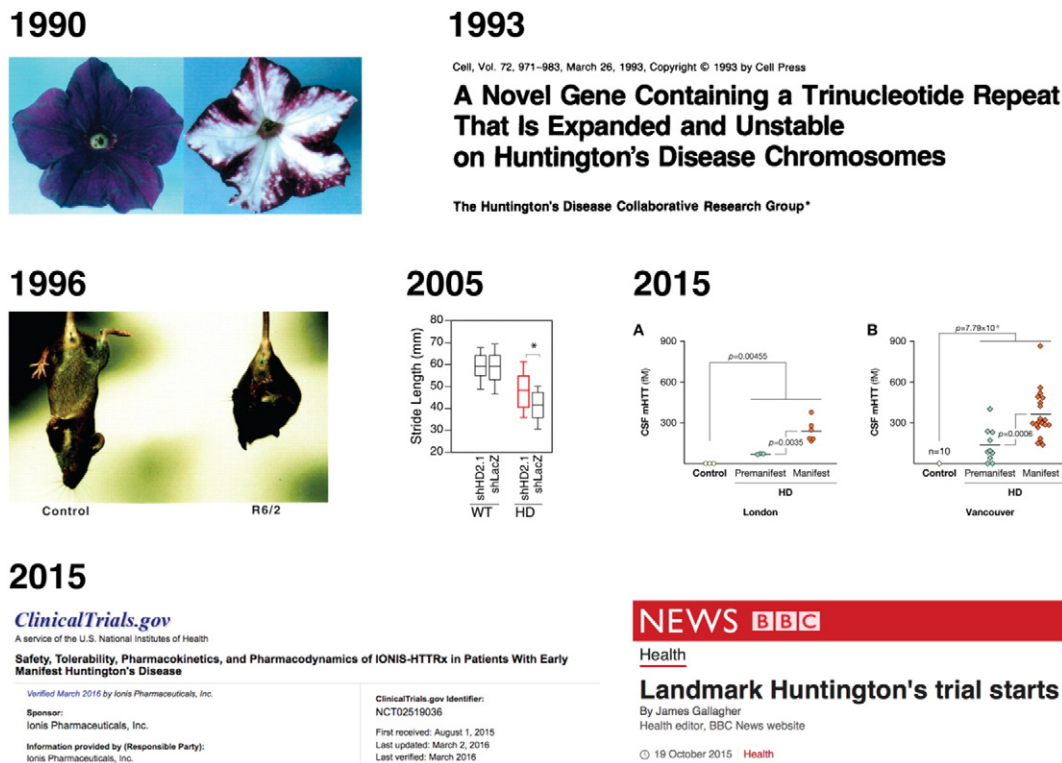 1990
1993
Cell, Vol. 72, 971–983, March 26, 1993, Copyright © 1993 by Cell Press
A Novel Gene Containing a Trinucleotide Repeat
That Is Expanded and Unstable
on Huntington's Disease Chromosomes
The Huntington's Disease Collaborative Research Group*
1996
Control
R6/2
2005
Stride Length (mm)
80
70
60
50
40
30
20
*
shHD2.1
shLacZ
shHD2.1
shLacZ
WT
HD
2015
A
CSF mHTT (fM)
900
600
300
p=0.00455
p=0.0035
Control
Premanifest
Manifest
HD
London
B
CSF mHTT (fM)
900
600
300
p=0.0006
n=10
Control
Premanifest
Manifest
HD
Vancouver
2015
ClinicalTrials.gov
A service of the U.S. National Institutes of Health
Safety, Tolerability, Pharmacokinetics, and Pharmacodynamics of IONIS-HTTRx in Patients With Early
Manifest Huntington's Disease
Verified March 2016 by Ionis Pharmaceuticals, Inc.
Sponsor:
Ionis Pharmaceuticals, Inc.
Information provided by (Responsible Party):
Ionis Pharmaceuticals, Inc.
ClinicalTrials.gov Identifier:
NCT02519036
First received: August 1, 2015
Last updated: March 2, 2016
Last verified: March 2016
NEWS BBC
Health
Landmark Huntington's trial starts
By James Gallagher
Health editor, BBC News website
19 October 2015 Health